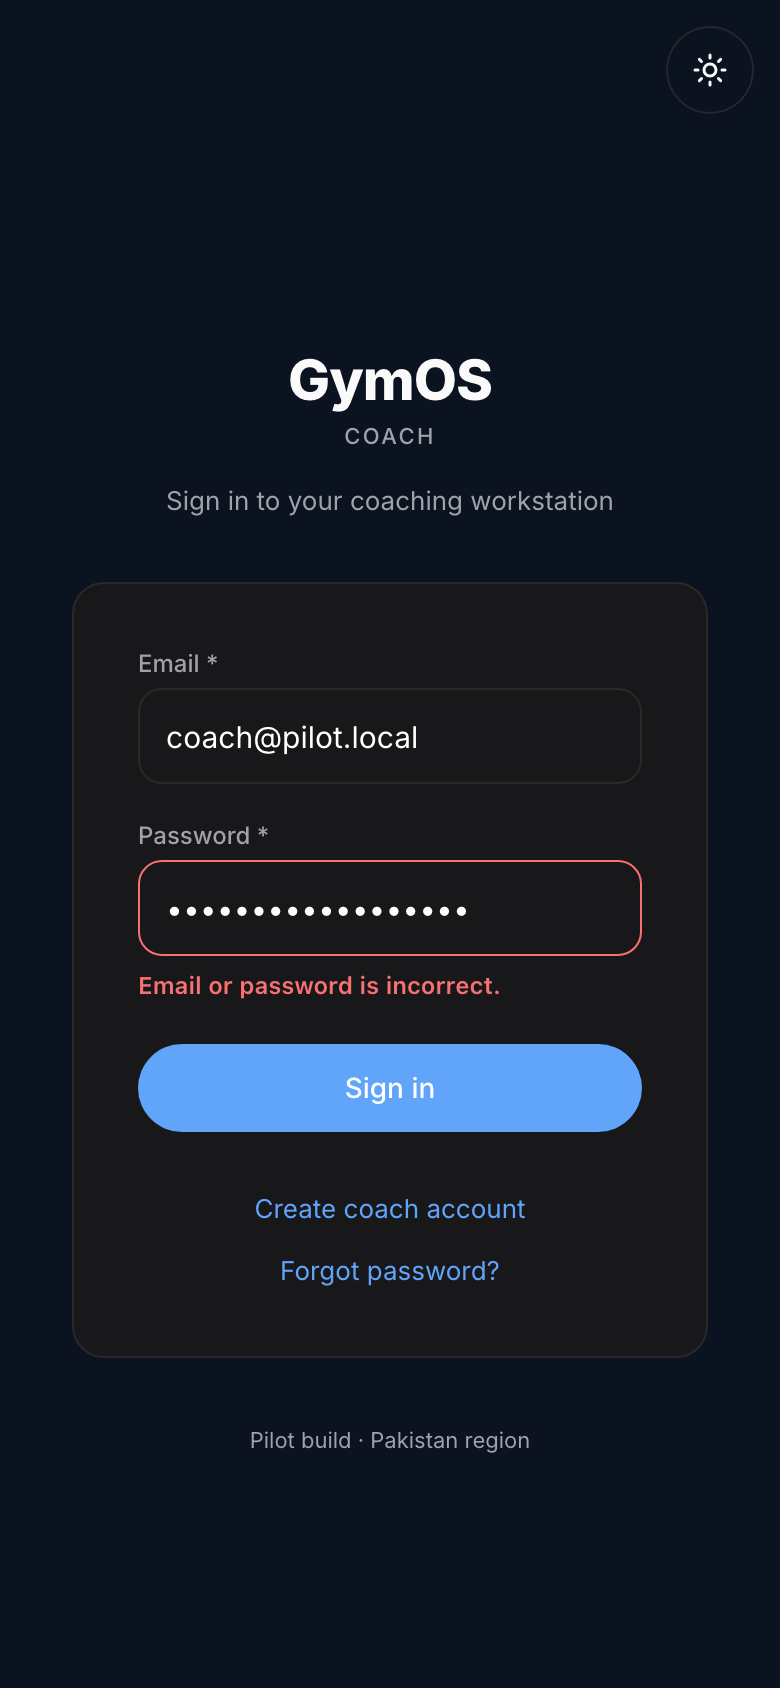 GymOS
COACH
Sign in to your coaching workstation
Email *
coach@pilot.local
Password *
••••••••••••••••••
Email or password is incorrect.
Sign in
Create coach account
Forgot password?
Pilot build · Pakistan region